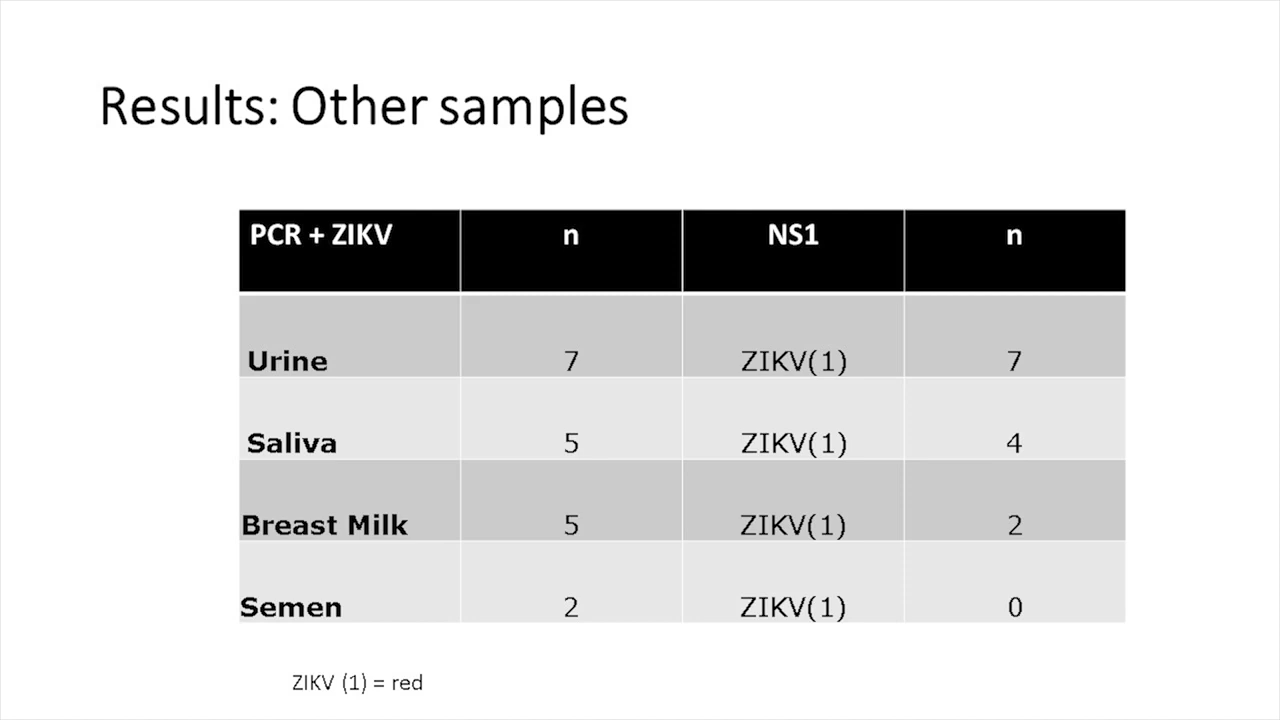 Results: Other samples
PCR + ZIKV n NS1 n
Urine 7 ZIKV(1) 7
Saliva 5 ZIKV(1) 4
Breast Milk 5 ZIKV(1) 2
Semen 2 ZIKV(1) 0
ZIKV (1) = red